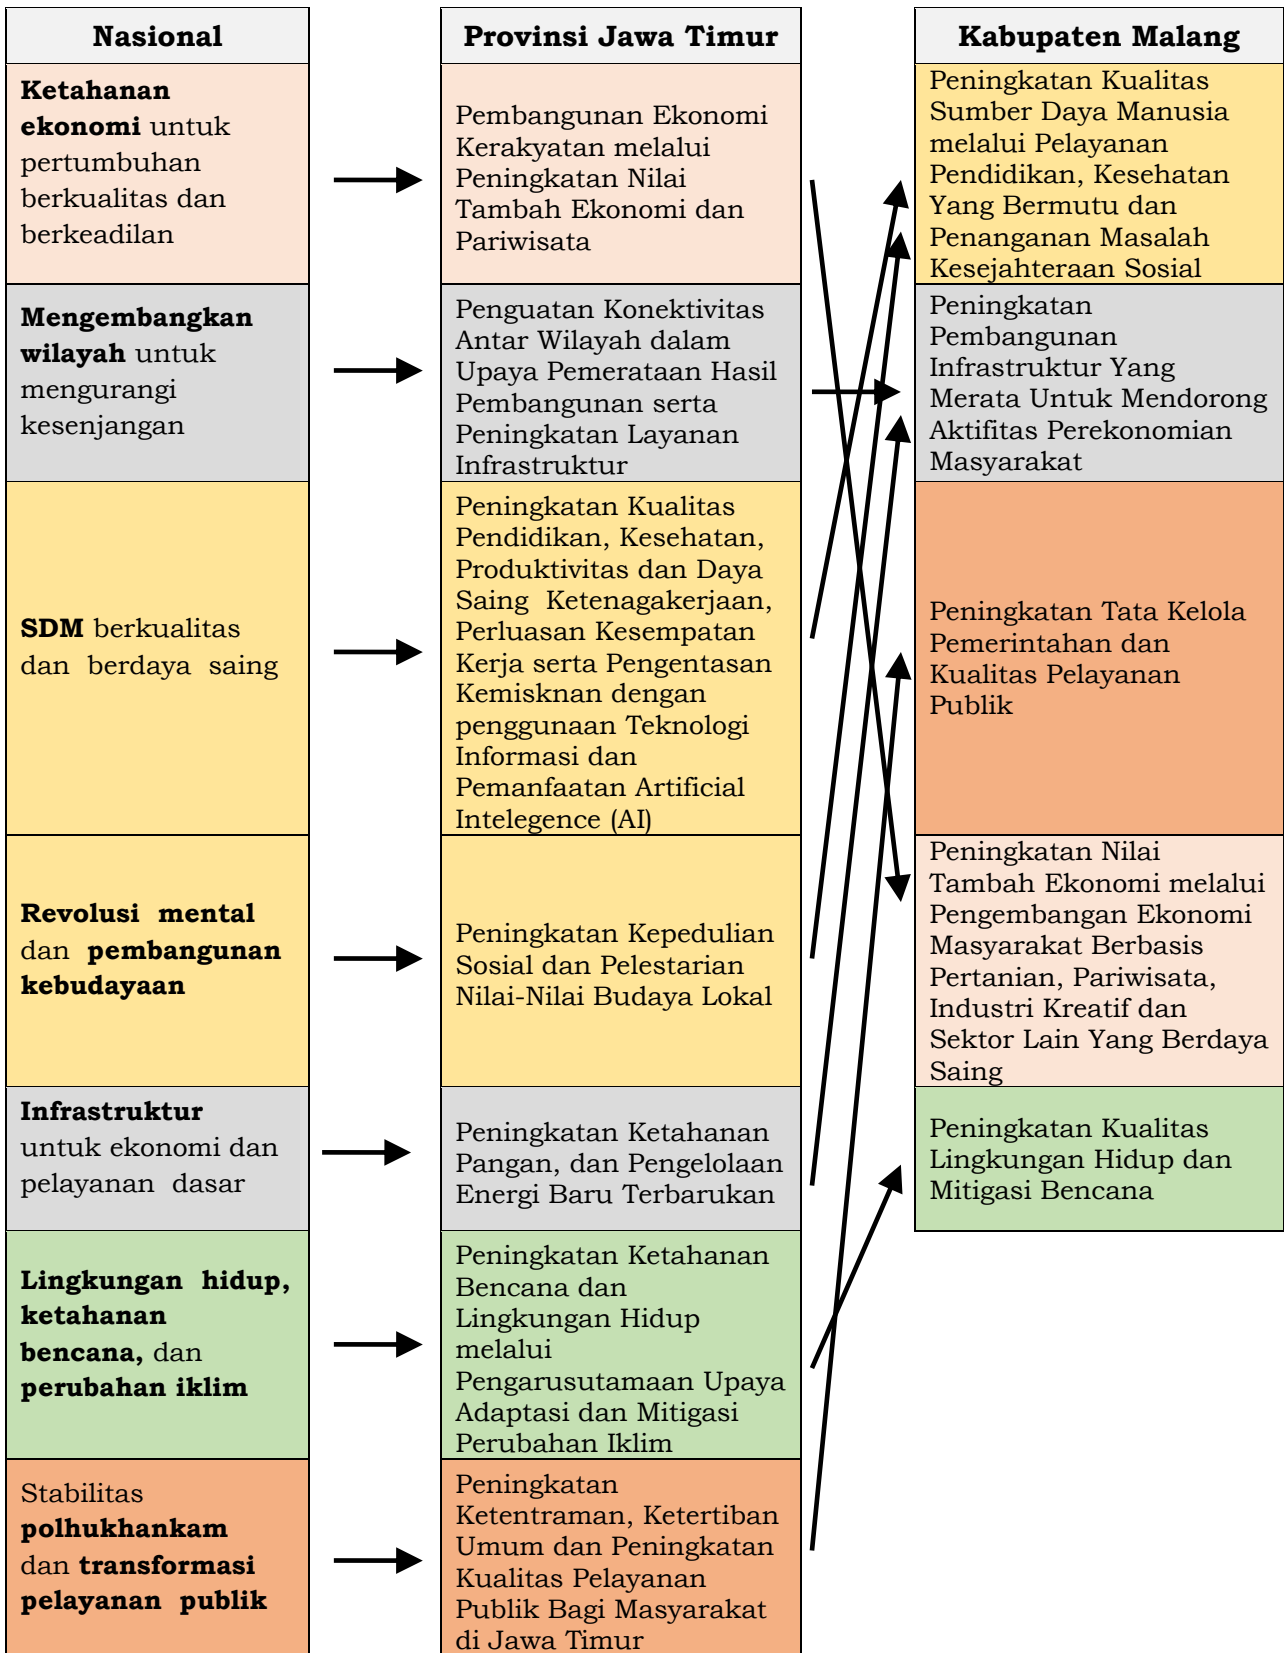 Nasional
Ketahanan
ekonomi untuk
pertumbuhan
berkualitas dan
berkeadilan
Mengembangkan
wilayah untuk
mengurangi
kesenjangan
SDM berkualitas
dan berdaya saing
Revolusi mental
dan pembangunan
kebudayaan
Infrastruktur
untuk ekonomi dan
pelayanan dasar
Lingkungan hidup,
ketahanan
bencana, dan
perubahan iklim
Stabilitas
polhukhankam
dan transformasi
pelayanan publik
Provinsi Jawa Timur
Pembangunan Ekonomi
Kerakyatan melalui
Peningkatan Nilai
Tambah Ekonomi dan
Pariwisata
Penguatan Konektivitas
Antar Wilayah dalam
Upaya Pemerataan Hasil
Pembangunan serta
Peningkatan Layanan
Infrastruktur
Peningkatan Kualitas
Pendidikan, Kesehatan,
Produktivitas dan Daya
Saing Ketenagakerjaan,
Perluasan Kesempatan
Kerja serta Pengentasan
Kemisknan dengan
penggunaan Teknologi
Informasi dan
Pemanfaatan Artificial
Intelegence (AI)
Peningkatan Kepedulian
Sosial dan Pelestarian
Nilai-Nilai Budaya Lokal
Peningkatan Ketahanan
Pangan, dan Pengelolaan
Energi Baru Terbarukan
Peningkatan Ketahanan
Bencana dan
Lingkungan Hidup
melalui
Pengarusutamaan Upaya
Adaptasi dan Mitigasi
Perubahan Iklim
Peningkatan
Ketentraman, Ketertiban
Umum dan Peningkatan
Kualitas Pelayanan
Publik Bagi Masyarakat
di Jawa Timur
Kabupaten Malang
Peningkatan Kualitas
Sumber Daya Manusia
melalui Pelayanan
Pendidikan, Kesehatan
Yang Bermutu dan
Penanganan Masalah
Kesejahteraan Sosial
Peningkatan
Pembangunan
Infrastruktur Yang
Merata Untuk Mendorong
Aktifitas Perekonomian
Masyarakat
Peningkatan Tata Kelola
Pemerintahan dan
Kualitas Pelayanan
Publik
Peningkatan Nilai
Tambah Ekonomi melalui
Pengembangan Ekonomi
Masyarakat Berbasis
Pertanian, Pariwisata,
Industri Kreatif dan
Sektor Lain Yang Berdaya
Saing
Peningkatan Kualitas
Lingkungan Hidup dan
Mitigasi Bencana